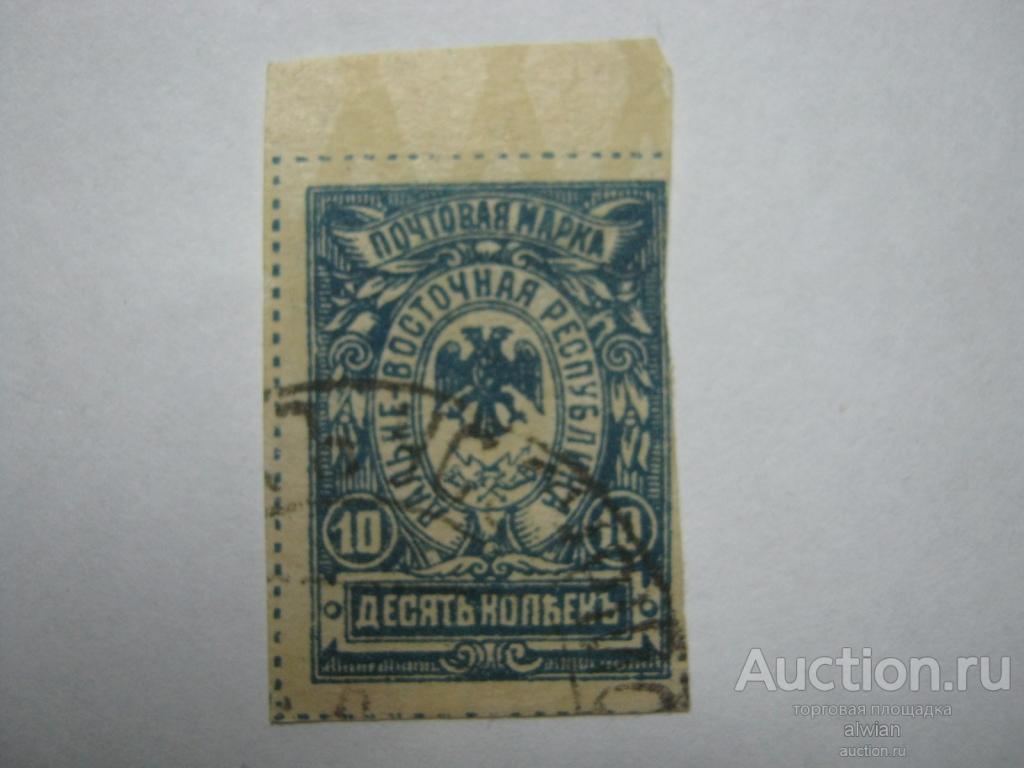 ПОЧТОВАЯ МАРКА
ДАЛЬНЕ-ВОСТОЧНАЯ РЕСПУБЛИКА
10 10
ДЕСЯТЬ КОПѢЕКЪ
Auction.ru
торговая площадка
alwian
auction.ru